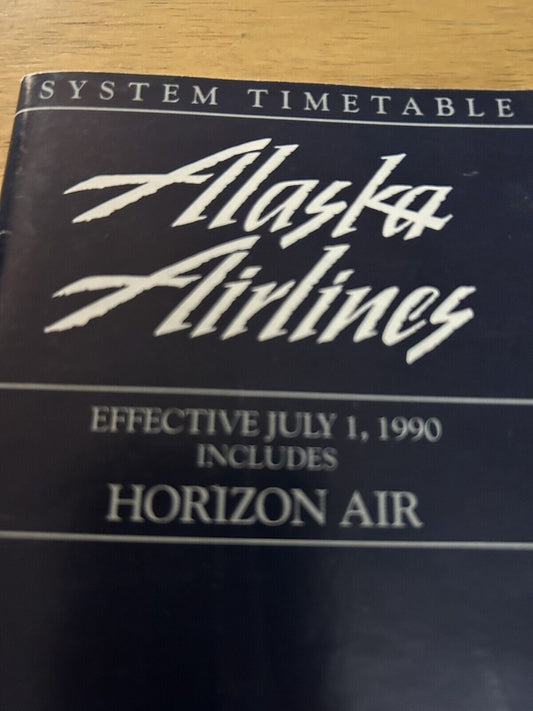 SYSTEM TIMETABLE
Alaska
Airlines
EFFECTIVE JULY 1, 1990
INCLUDES
HORIZON AIR